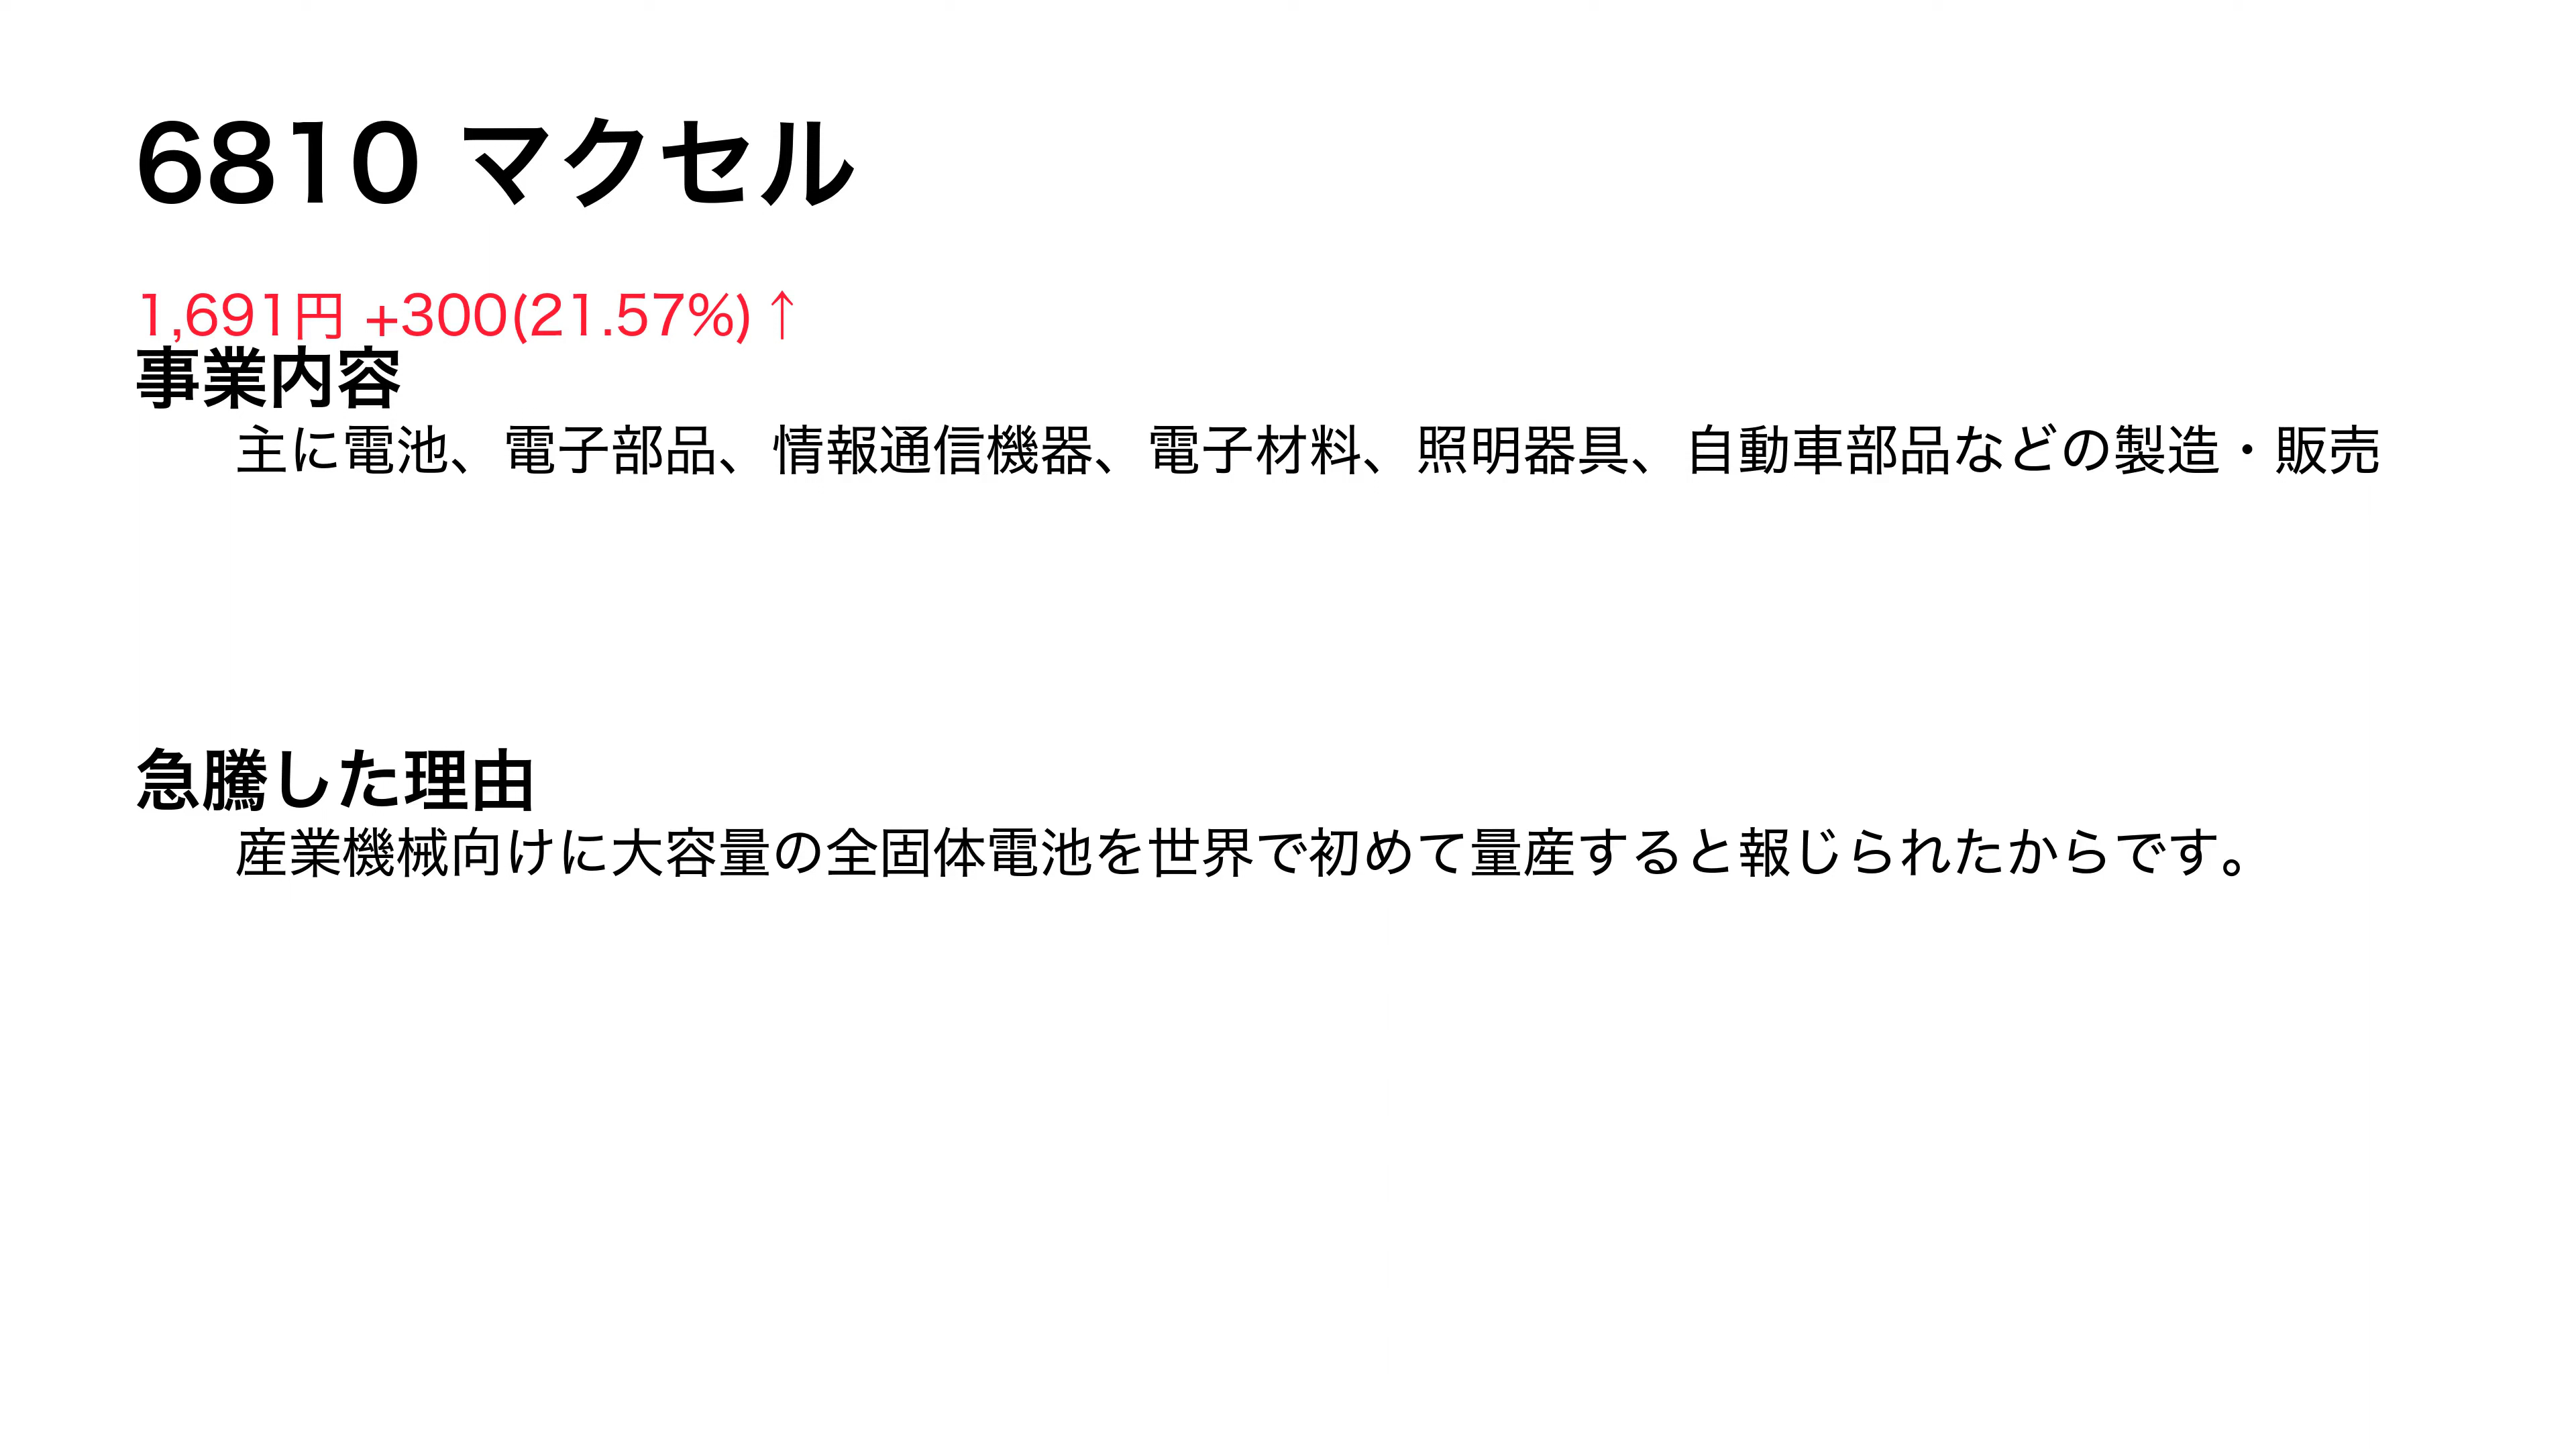 6810 マクセル
1,691円 +300(21.57%)↑
事業内容
主に電池、電子部品、情報通信機器、電子材料、照明器具、自動車部品などの製造・販売
急騰した理由
産業機械向けに大容量の全固体電池を世界で初めて量産すると報じられたからです。